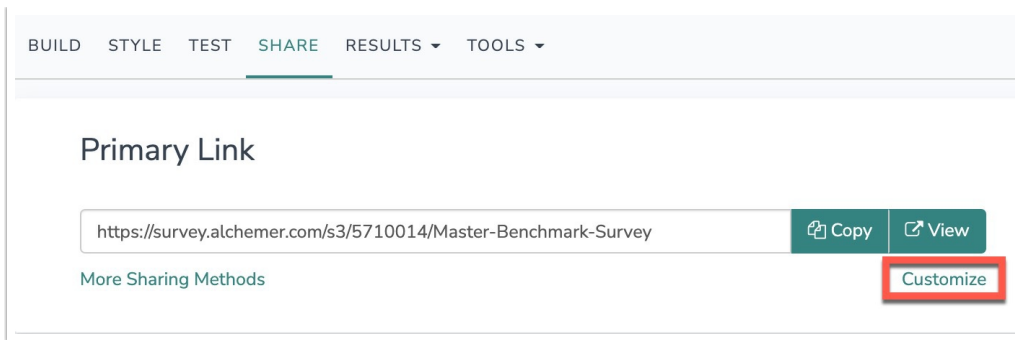 BUILD STYLE TEST SHARE RESULTS TOOLS
Primary Link
https://survey.alchemer.com/s3/5710014/Master-Benchmark-Survey Copy View
More Sharing Methods Customize